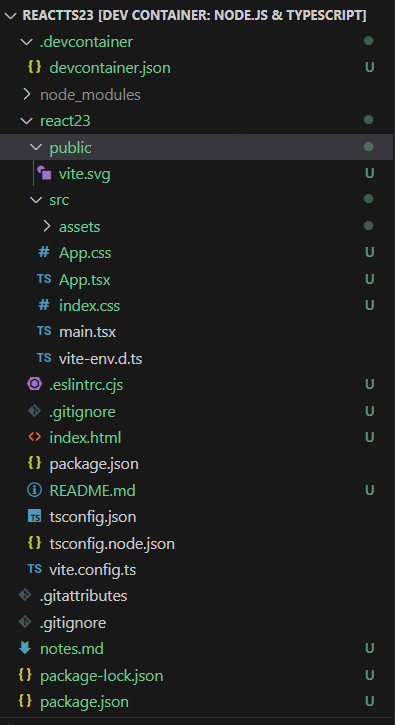 REACTTS23 [DEV CONTAINER: NODE.JS & TYPESCRIPT]
.devcontainer
{} devcontainer.json U
node_modules
react23
public
vite.svg U
src
assets
# App.css U
TS App.tsx U
# index.css U
TS main.tsx
TS vite-env.d.ts
.eslintrc.cjs U
.gitignore U
<> index.html U
{} package.json
README.md U
TS tsconfig.json
{} tsconfig.node.json
TS vite.config.ts
.gitattributes
.gitignore
notes.md U
{} package-lock.json U
{} package.json U